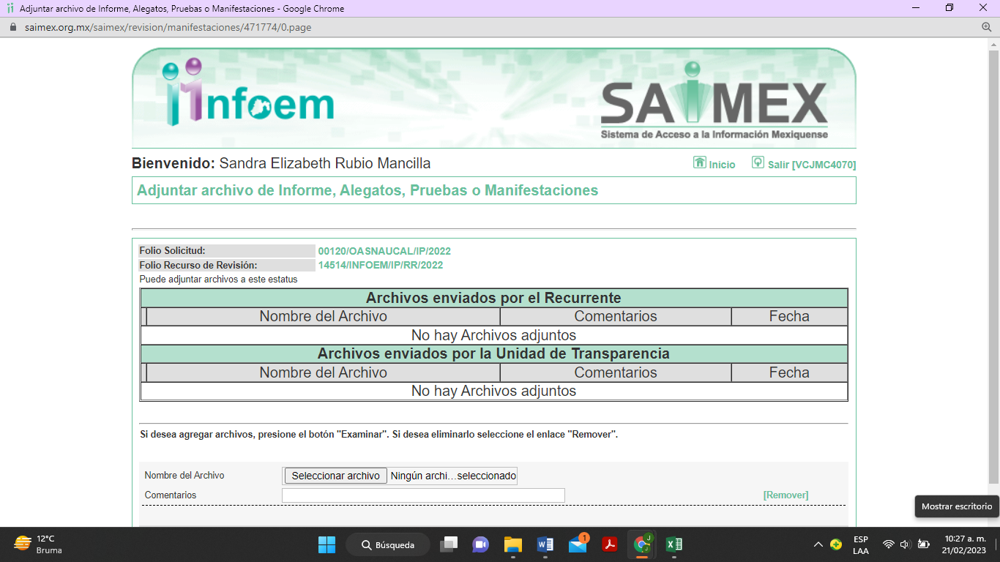 Adjuntar archivo de Informe, Alegatos, Pruebas o Manifestaciones - Google Chrome
saimex.org.mx/saimex/revision/manifestaciones/471774/0.page
infoem
SAIMEX
Sistema de Acceso a la Información Mexiquense
Bienvenido: Sandra Elizabeth Rubio Mancilla
Inicio Salir [VCJMC4070]
Adjuntar archivo de Informe, Alegatos, Pruebas o Manifestaciones
Folio Solicitud: 00120/OASNAUCAL/IP/2022
Folio Recurso de Revisión: 14514/INFOEM/IP/RR/2022
Puede adjuntar archivos a este estatus
Archivos enviados por el Recurrente
Nombre del Archivo Comentarios Fecha
No hay Archivos adjuntos
Archivos enviados por la Unidad de Transparencia
Nombre del Archivo Comentarios Fecha
No hay Archivos adjuntos
Si desea agregar archivos, presione el botón "Examinar". Si desea eliminarlo seleccione el enlace "Remover".
Nombre del Archivo Seleccionar archivo Ningún archi...seleccionado
Comentarios [Remover]
Mostrar escritorio
12°C
Bruma
Búsqueda
1
J
ESP
LAA
10:27 a. m.
21/02/2023